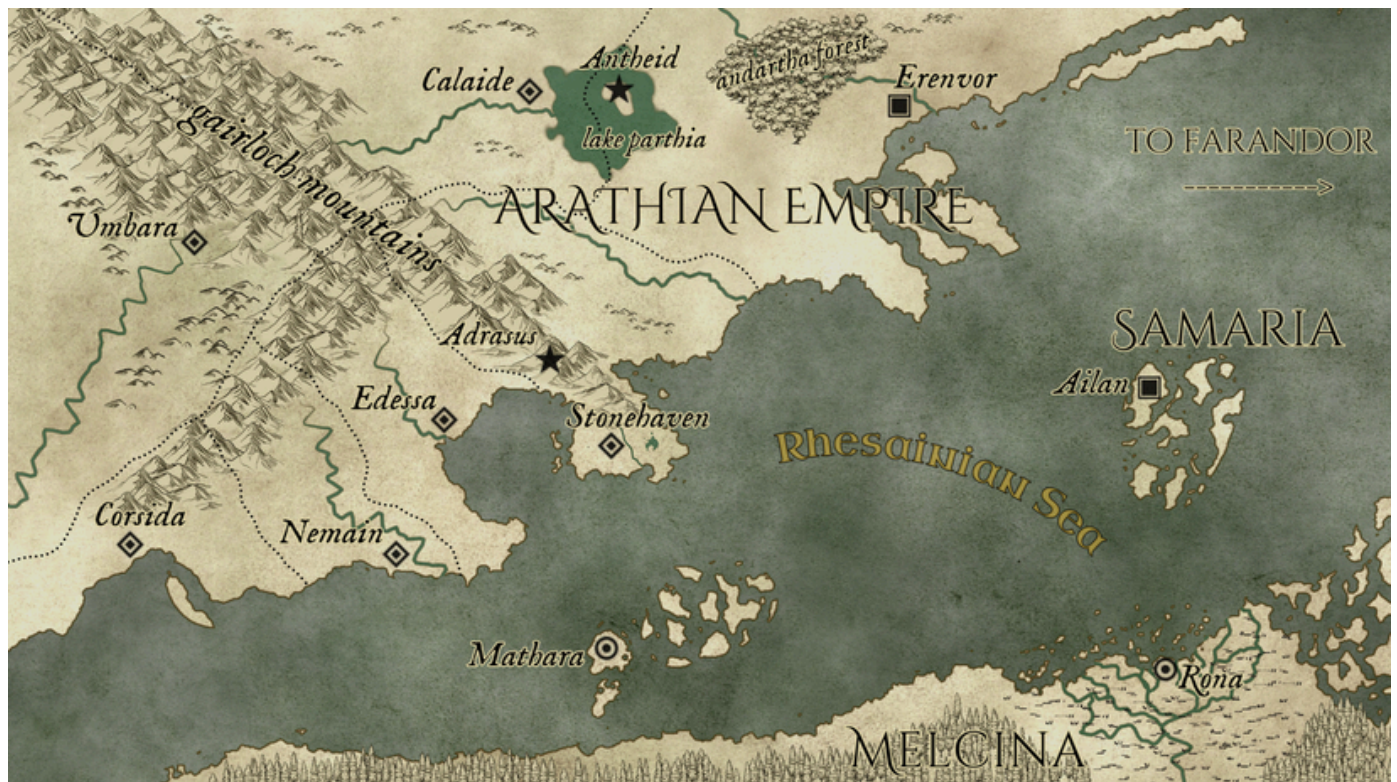 Antheid
Calaide
andartha forest
Erenvor
lake parthia
gairloch mountains
TO FARANDOR
ARATHIAN EMPIRE
Umbara
Adrasus
SAMARIA
Ailan
Edessa
Stonehaven
Rhesainian Sea
Corsida
Nemain
Mathara
Rona
MELCINA